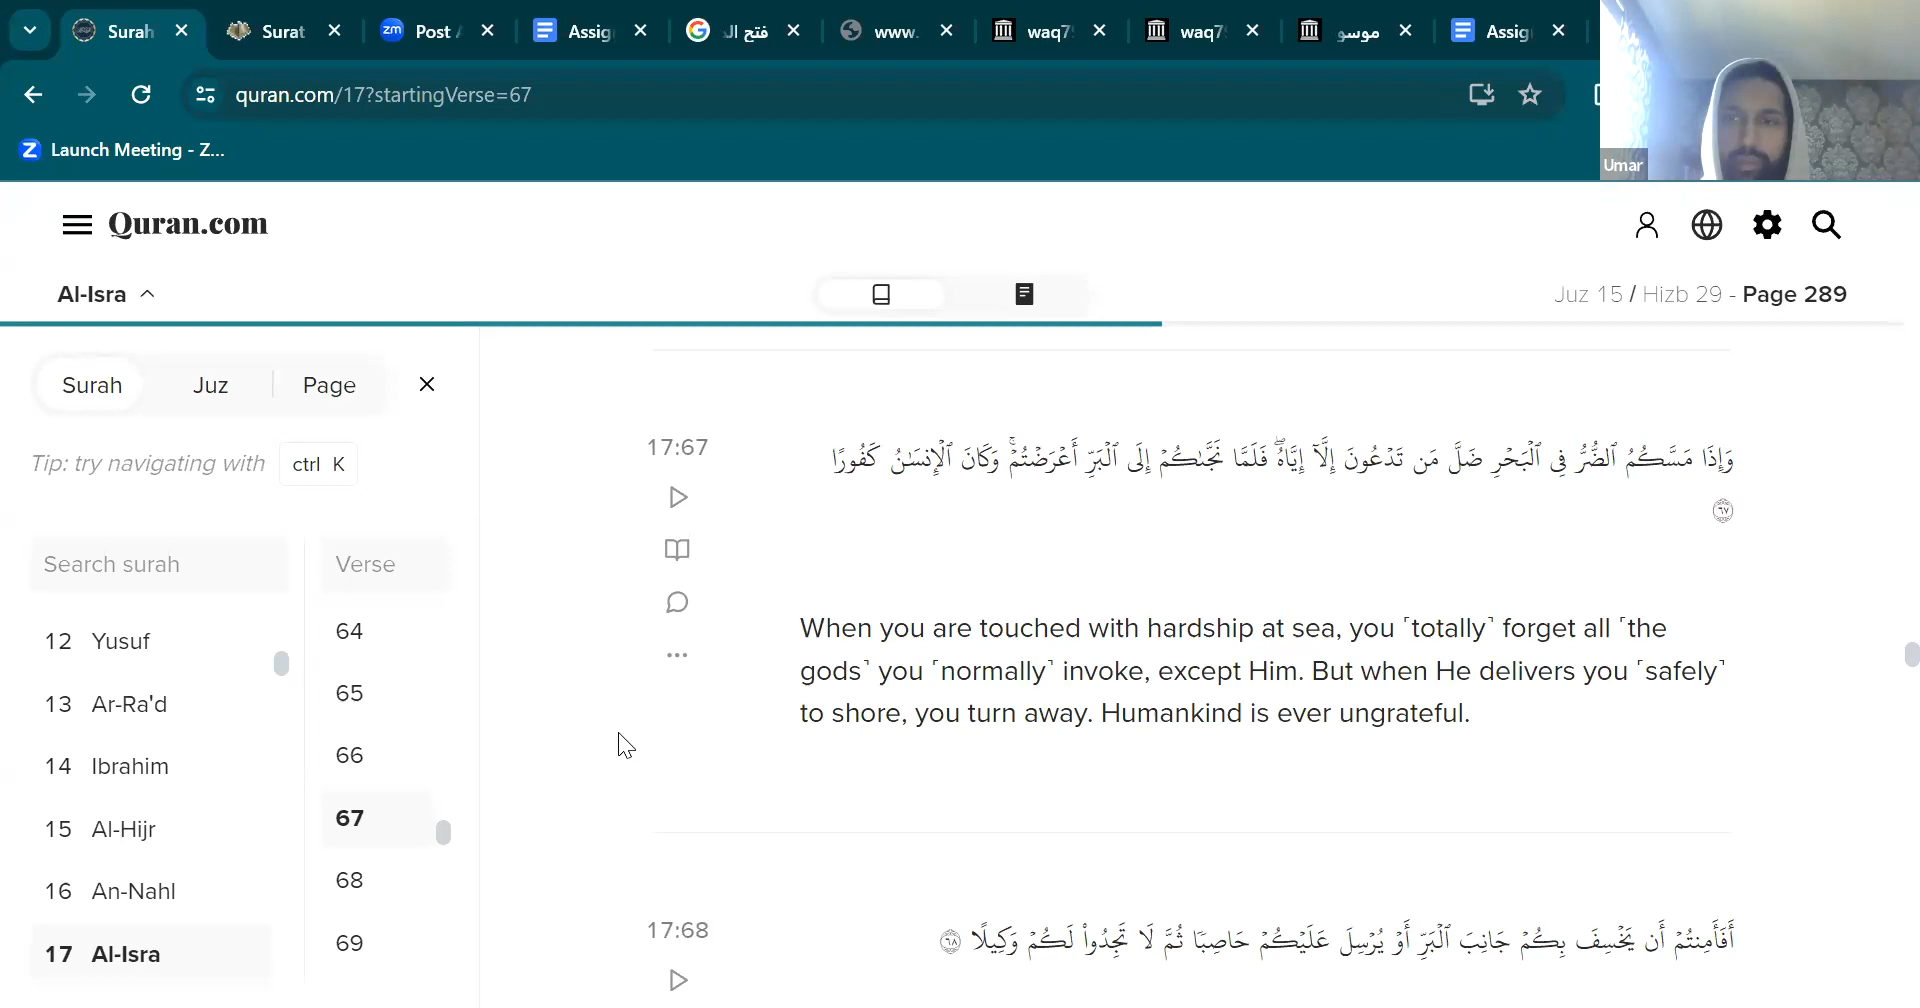 Surah
Surat
Post A
Assig
فتح الـ
www.
waq7
waq7
موسو
Assig
quran.com/17?startingVerse=67
Launch Meeting - Z...
Umar
Quran.com
Al-Isra
Juz 15 / Hizb 29 - Page 289
Surah
Juz
Page
Tip: try navigating with ctrl K
Search surah
Verse
12 Yusuf
13 Ar-Ra'd
14 Ibrahim
15 Al-Hijr
16 An-Nahl
17 Al-Isra
64
65
66
67
68
69
17:67
وَإِذَا مَسَّكُمُ ٱلضُّرُّ فِى ٱلْبَحْرِ ضَلَّ مَن تَدْعُونَ إِلَّآ إِيَّاهُ ۖ فَلَمَّا نَجَّىٰكُمْ إِلَى ٱلْبَرِّ أَعْرَضْتُمْ ۚ وَكَانَ ٱلْإِنسَـٰنُ كَفُورًا
٦٧
When you are touched with hardship at sea, you ˹totally˺ forget all ˹the
gods˺ you ˹normally˺ invoke, except Him. But when He delivers you ˹safely˺
to shore, you turn away. Humankind is ever ungrateful.
17:68
أَفَأَمِنتُمْ أَن يَخْسِفَ بِكُمْ جَانِبَ ٱلْبَرِّ أَوْ يُرْسِلَ عَلَيْكُمْ حَاصِبًا ثُمَّ لَا تَجِدُوا۟ لَكُمْ وَكِيلًا ٦٨